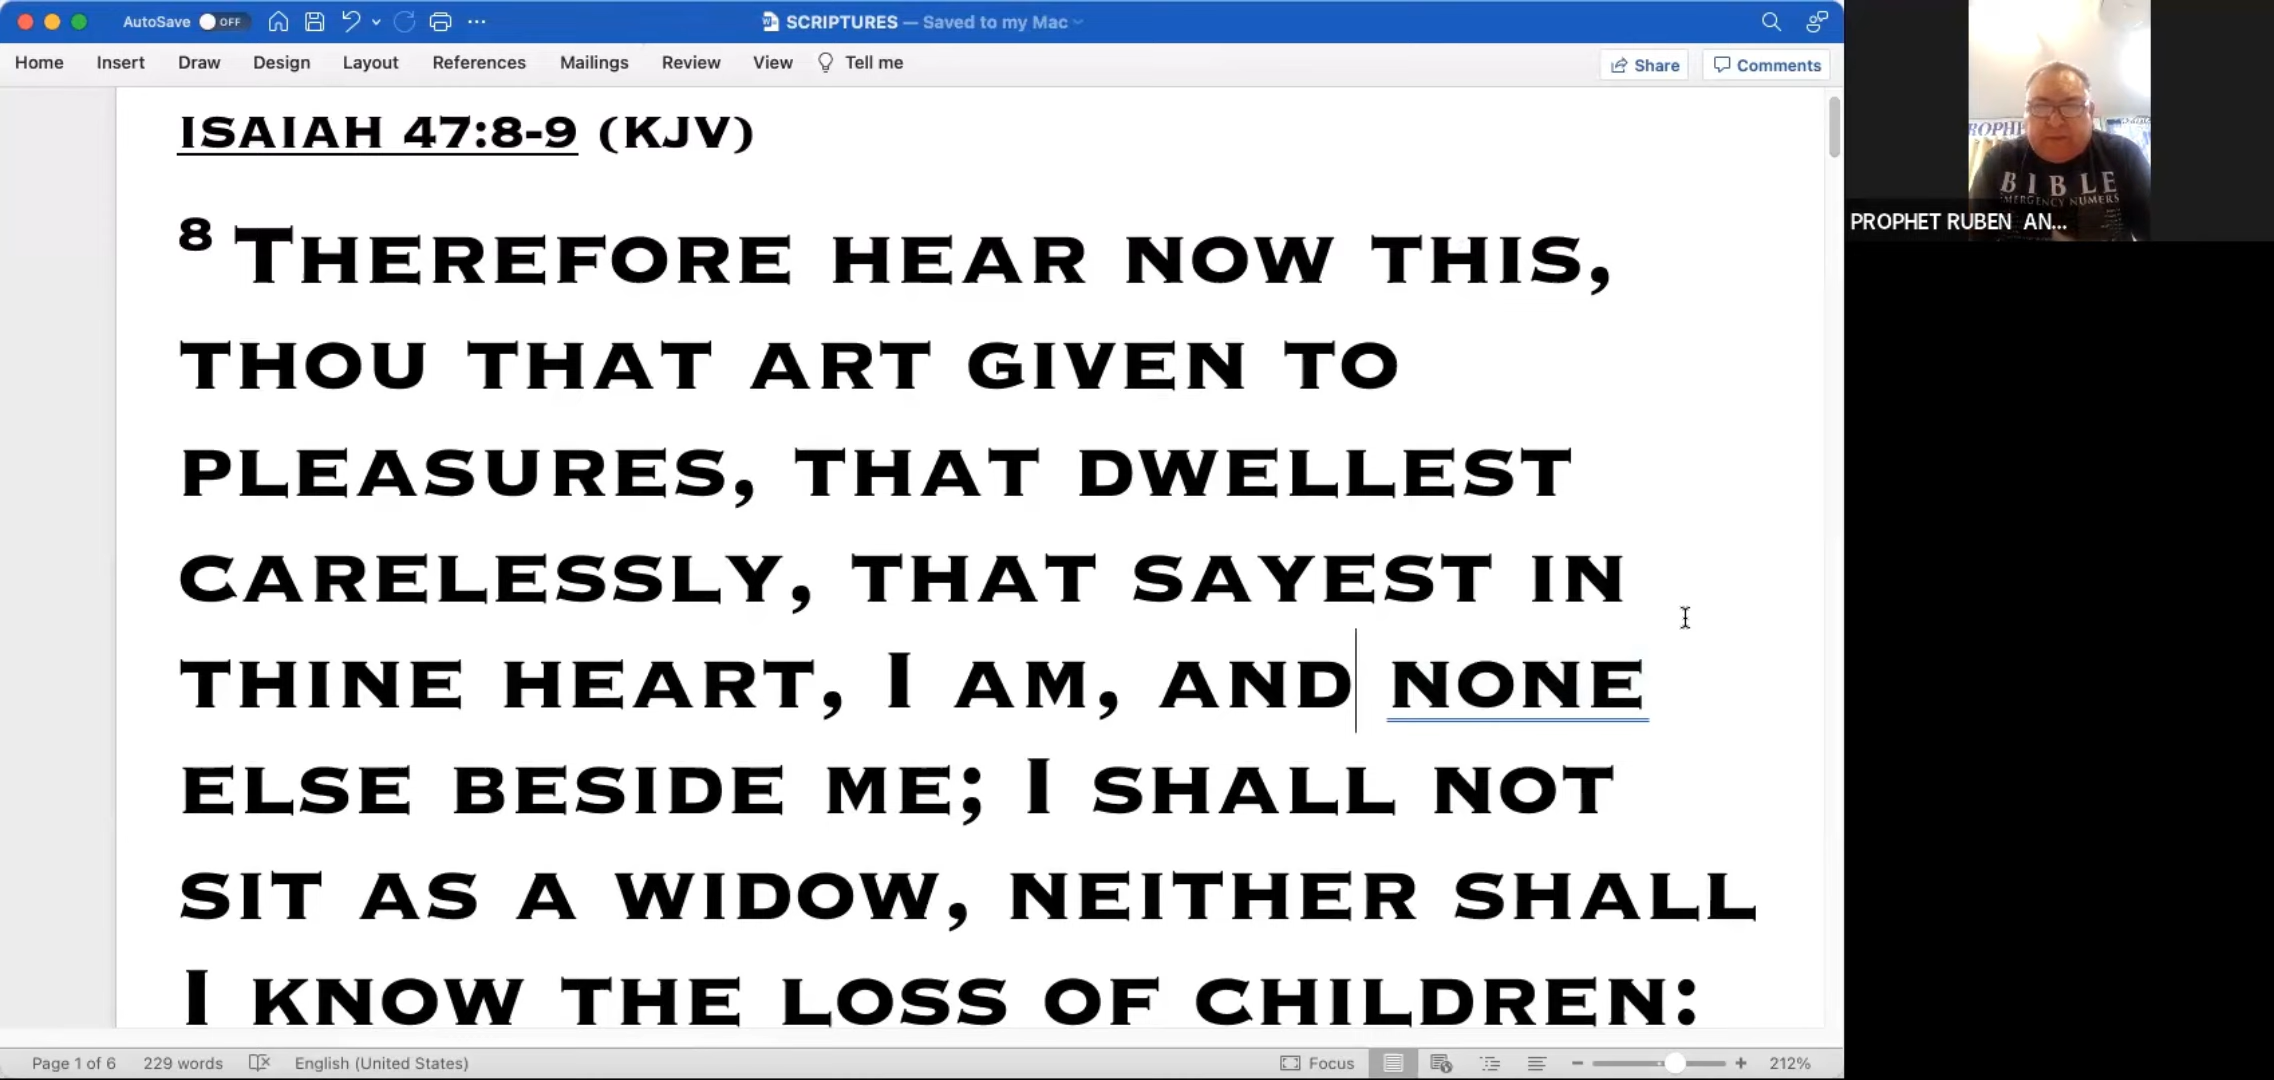 AutoSave OFF
SCRIPTURES — Saved to my Mac
Home Insert Draw Design Layout References Mailings Review View Tell me
Share Comments
ISAIAH 47:8-9 (KJV)
8 THEREFORE HEAR NOW THIS,
THOU THAT ART GIVEN TO
PLEASURES, THAT DWELLEST
CARELESSLY, THAT SAYEST IN
THINE HEART, I AM, AND NONE
ELSE BESIDE ME; I SHALL NOT
SIT AS A WIDOW, NEITHER SHALL
I KNOW THE LOSS OF CHILDREN:
Page 1 of 6 229 words English (United States)
Focus 212%
BIBLE
PROPHET RUBEN AN...